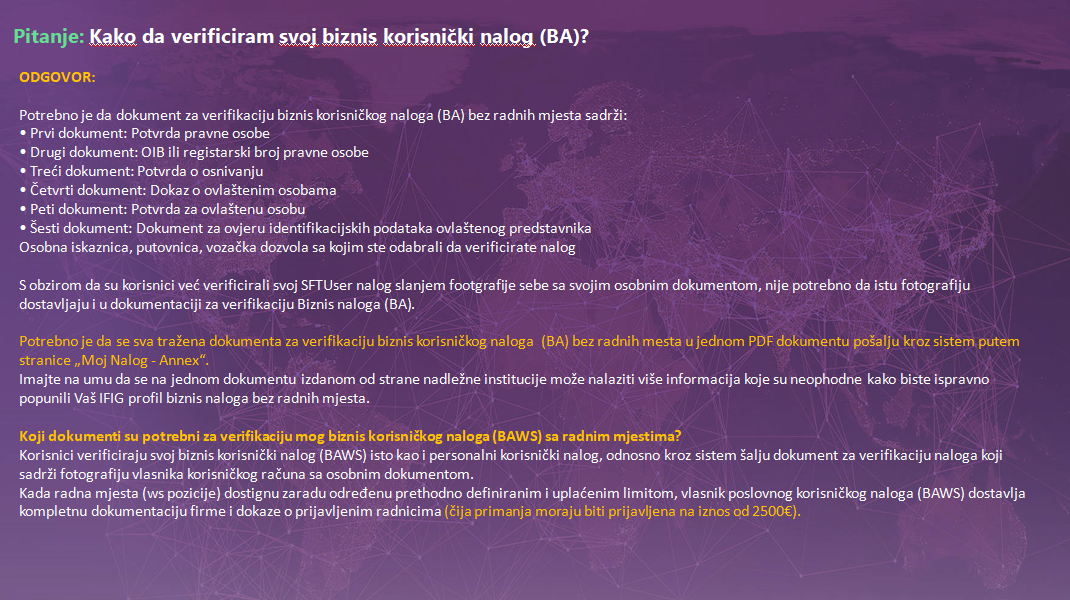 Pitanje: Kako da verificiram svoj biznis korisnički nalog (BA)?
ODGOVOR:
Potrebno je da dokument za verifikaciju biznis korisničkog naloga (BA) bez radnih mjesta sadrži:
• Prvi dokument: Potvrda pravne osobe
• Drugi dokument: OIB ili registarski broj pravne osobe
• Treći dokument: Potvrda o osnivanju
• Četvrti dokument: Dokaz o ovlaštenim osobama
• Peti dokument: Potvrda za ovlaštenu osobu
• Šesti dokument: Dokument za ovjeru identifikacijskih podataka ovlaštenog predstavnika
Osobna iskaznica, putovnica, vozačka dozvola sa kojim ste odabrali da verificirate nalog
S obzirom da su korisnici već verificirali svoj SFTUser nalog slanjem footgrafije sebe sa svojim osobnim dokumentom, nije potrebno da istu fotografiju
dostavljaju i u dokumentaciji za verifikaciju Biznis naloga (BA).
Potrebno je da se sva tražena dokumenta za verifikaciju biznis korisničkog naloga  (BA) bez radnih mesta u jednom PDF dokumentu pošalju kroz sistem putem
stranice „Moj Nalog - Annex“.
Imajte na umu da se na jednom dokumentu izdanom od strane nadležne institucije može nalaziti više informacija koje su neophodne kako biste ispravno
popunili Vaš IFIG profil biznis naloga bez radnih mjesta.
Koji dokumenti su potrebni za verifikaciju mog biznis korisničkog naloga (BAWS) sa radnim mjestima?
Korisnici verificiraju svoj biznis korisnički nalog (BAWS) isto kao i personalni korisnički nalog, odnosno kroz sistem šalju dokument za verifikaciju naloga koji
sadrži fotografiju vlasnika korisničkog računa sa osobnim dokumentom.
Kada radna mjesta (ws pozicije) dostignu zaradu određenu prethodno definiranim i uplaćenim limitom, vlasnik poslovnog korisničkog naloga (BAWS) dostavlja
kompletnu dokumentaciju firme i dokaze o prijavljenim radnicima (čija primanja moraju biti prijavljena na iznos od 2500€).